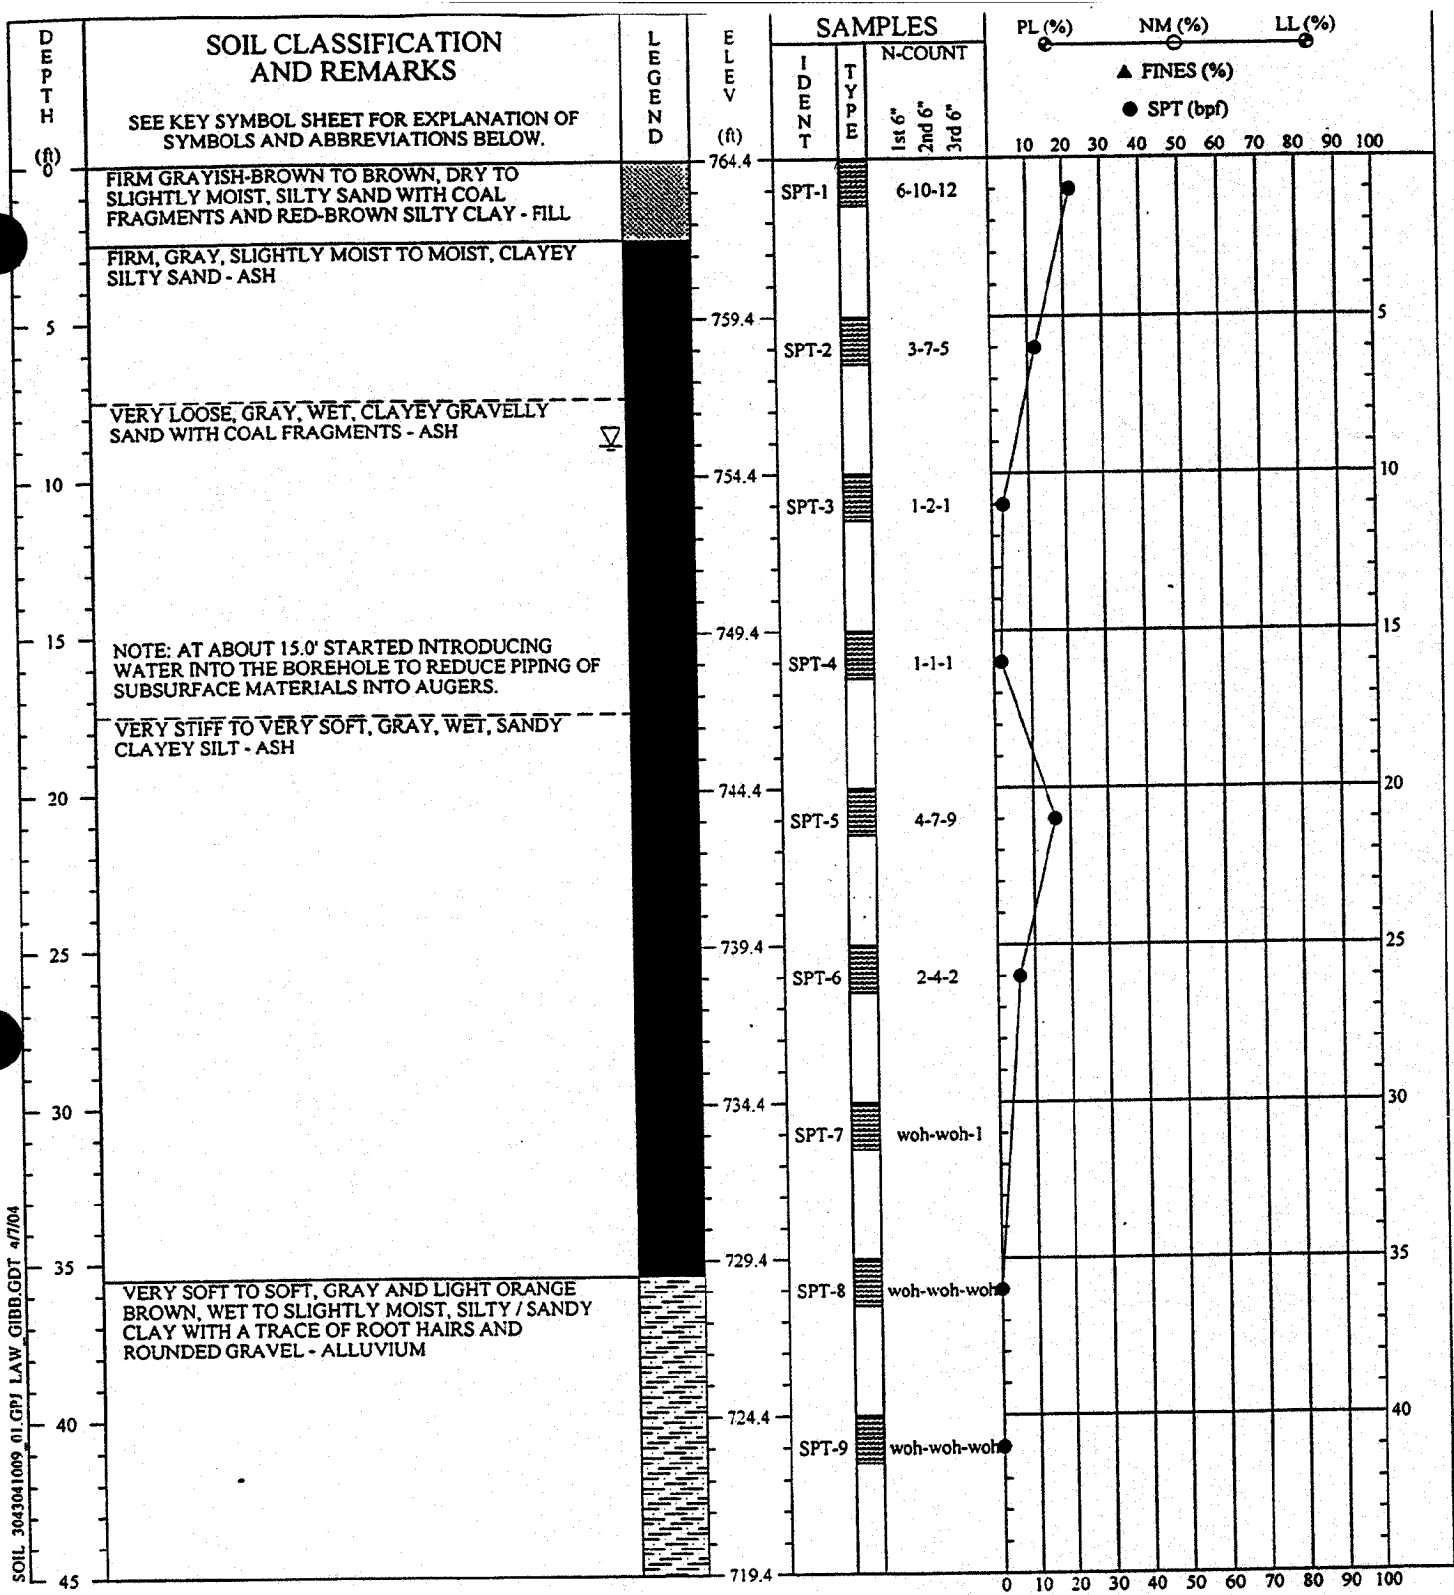 DEPTH (ft)
SOIL CLASSIFICATION
AND REMARKS
SEE KEY SYMBOL SHEET FOR EXPLANATION OF
SYMBOLS AND ABBREVIATIONS BELOW.
LEGEND
ELEV (ft)
SAMPLES
IDENT
TYPE
N-COUNT
1st 6"
2nd 6"
3rd 6"
PL (%) NM (%) LL (%)
▲ FINES (%)
● SPT (bpf)
10 20 30 40 50 60 70 80 90 100
0
764.4
FIRM GRAYISH-BROWN TO BROWN, DRY TO
SLIGHTLY MOIST, SILTY SAND WITH COAL
FRAGMENTS AND RED-BROWN SILTY CLAY - FILL
SPT-1 6-10-12
FIRM, GRAY, SLIGHTLY MOIST TO MOIST, CLAYEY
SILTY SAND - ASH
5 759.4 5
SPT-2 3-7-5
VERY LOOSE, GRAY, WET, CLAYEY GRAVELLY
SAND WITH COAL FRAGMENTS - ASH
10 754.4 10
SPT-3 1-2-1
15 749.4 15
NOTE: AT ABOUT 15.0' STARTED INTRODUCING
WATER INTO THE BOREHOLE TO REDUCE PIPING OF
SUBSURFACE MATERIALS INTO AUGERS.
SPT-4 1-1-1
VERY STIFF TO VERY SOFT, GRAY, WET, SANDY
CLAYEY SILT - ASH
20 744.4 20
SPT-5 4-7-9
25 739.4 25
SPT-6 2-4-2
30 734.4 30
SPT-7 woh-woh-1
35 729.4 35
VERY SOFT TO SOFT, GRAY AND LIGHT ORANGE
BROWN, WET TO SLIGHTLY MOIST, SILTY / SANDY
CLAY WITH A TRACE OF ROOT HAIRS AND
ROUNDED GRAVEL - ALLUVIUM
SPT-8 woh-woh-woh
40 724.4 40
SPT-9 woh-woh-woh
45 719.4
0 10 20 30 40 50 60 70 80 90 100
SOIL 3043041009_01.GPJ LAW_GIBB.GDT 4/7/04